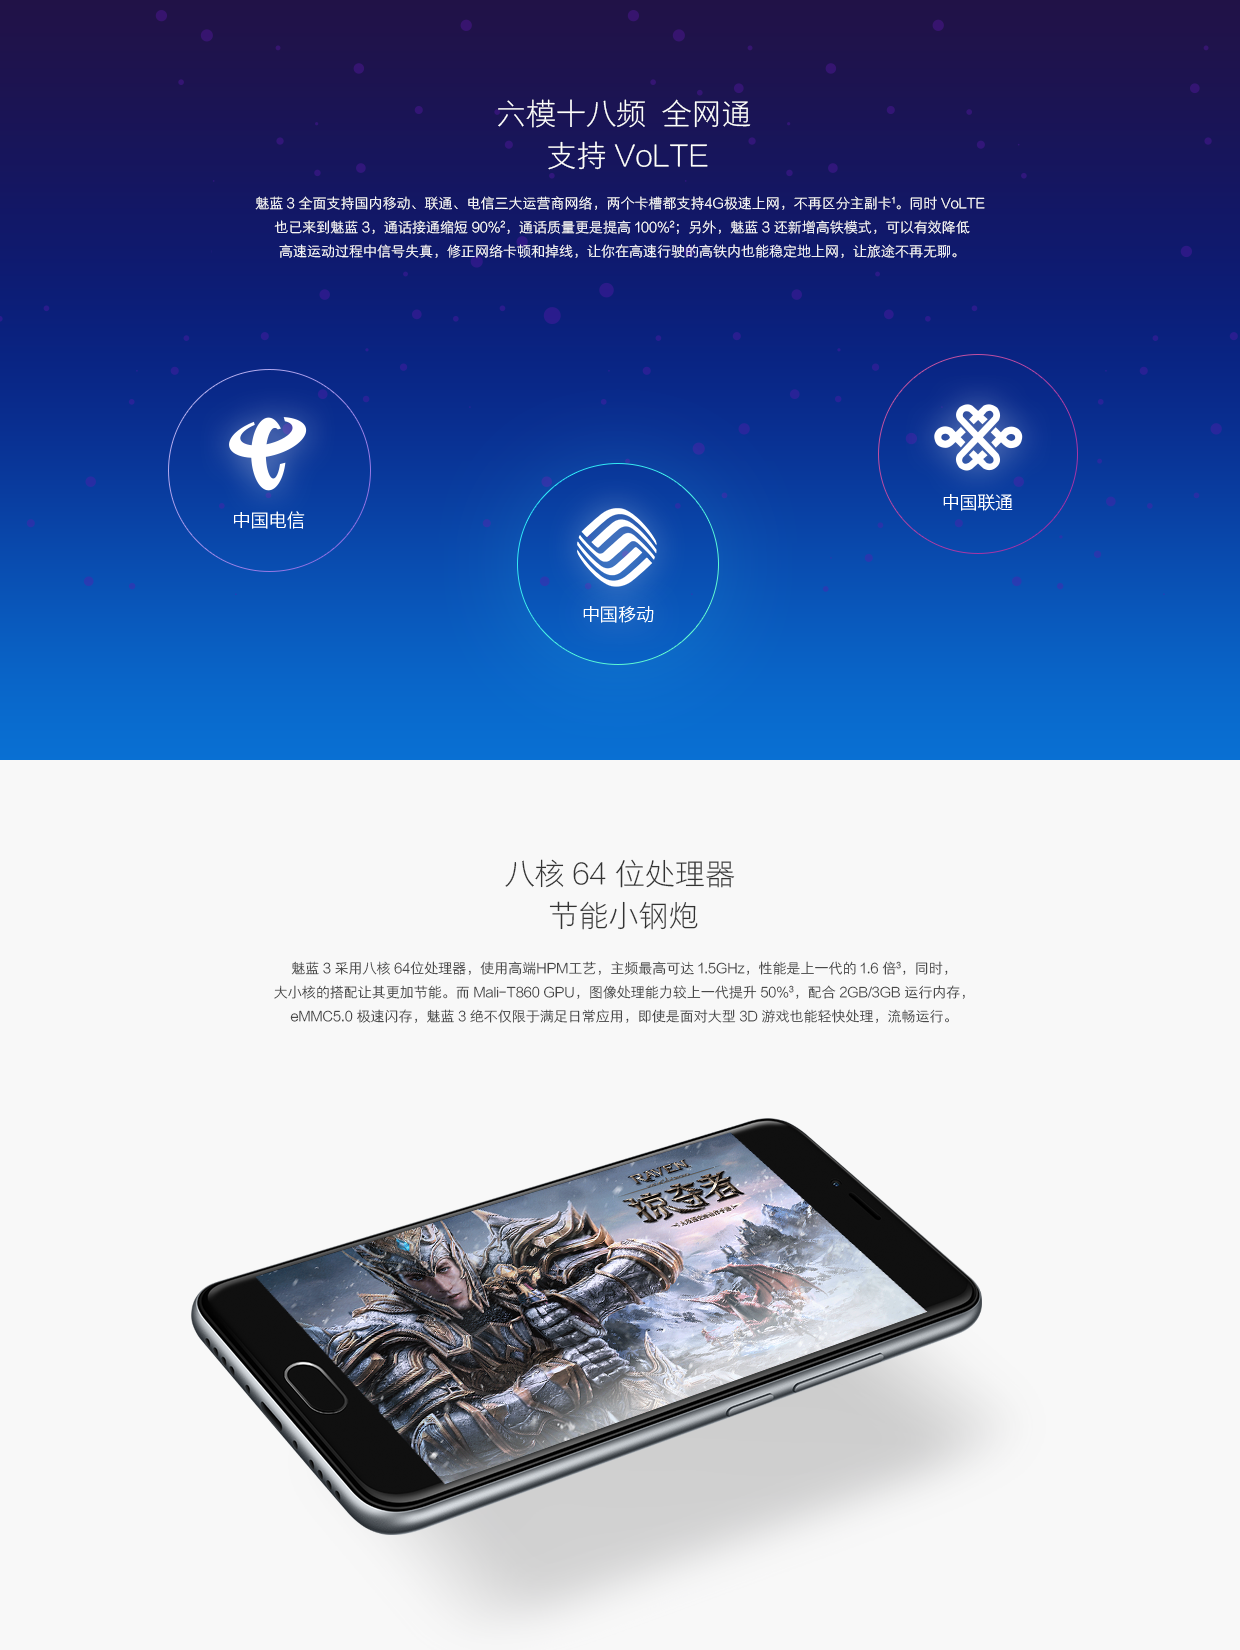 六模十八频 全网通
支持 VoLTE
魅蓝 3 全面支持国内移动、联通、电信三大运营商网络，两个卡槽都支持4G极速上网，不再区分主副卡¹。同时 VoLTE
也已来到魅蓝 3，通话接通缩短 90%²，通话质量更是提高 100%²；另外，魅蓝 3 还新增高铁模式，可以有效降低
高速运动过程中信号失真，修正网络卡顿和掉线，让你在高速行驶的高铁内也能稳定地上网，让旅途不再无聊。
中国电信
中国移动
中国联通
八核 64 位处理器
节能小钢炮
魅蓝 3 采用八核 64位处理器，使用高端HPM工艺，主频最高可达 1.5GHz，性能是上一代的 1.6 倍³，同时，
大小核的搭配让其更加节能。而 Mali-T860 GPU，图像处理能力较上一代提升 50%³，配合 2GB/3GB 运行内存，
eMMC5.0 极速闪存，魅蓝 3 绝不仅限于满足日常应用，即使是面对大型 3D 游戏也能轻快处理，流畅运行。
RAVEN
掠夺者